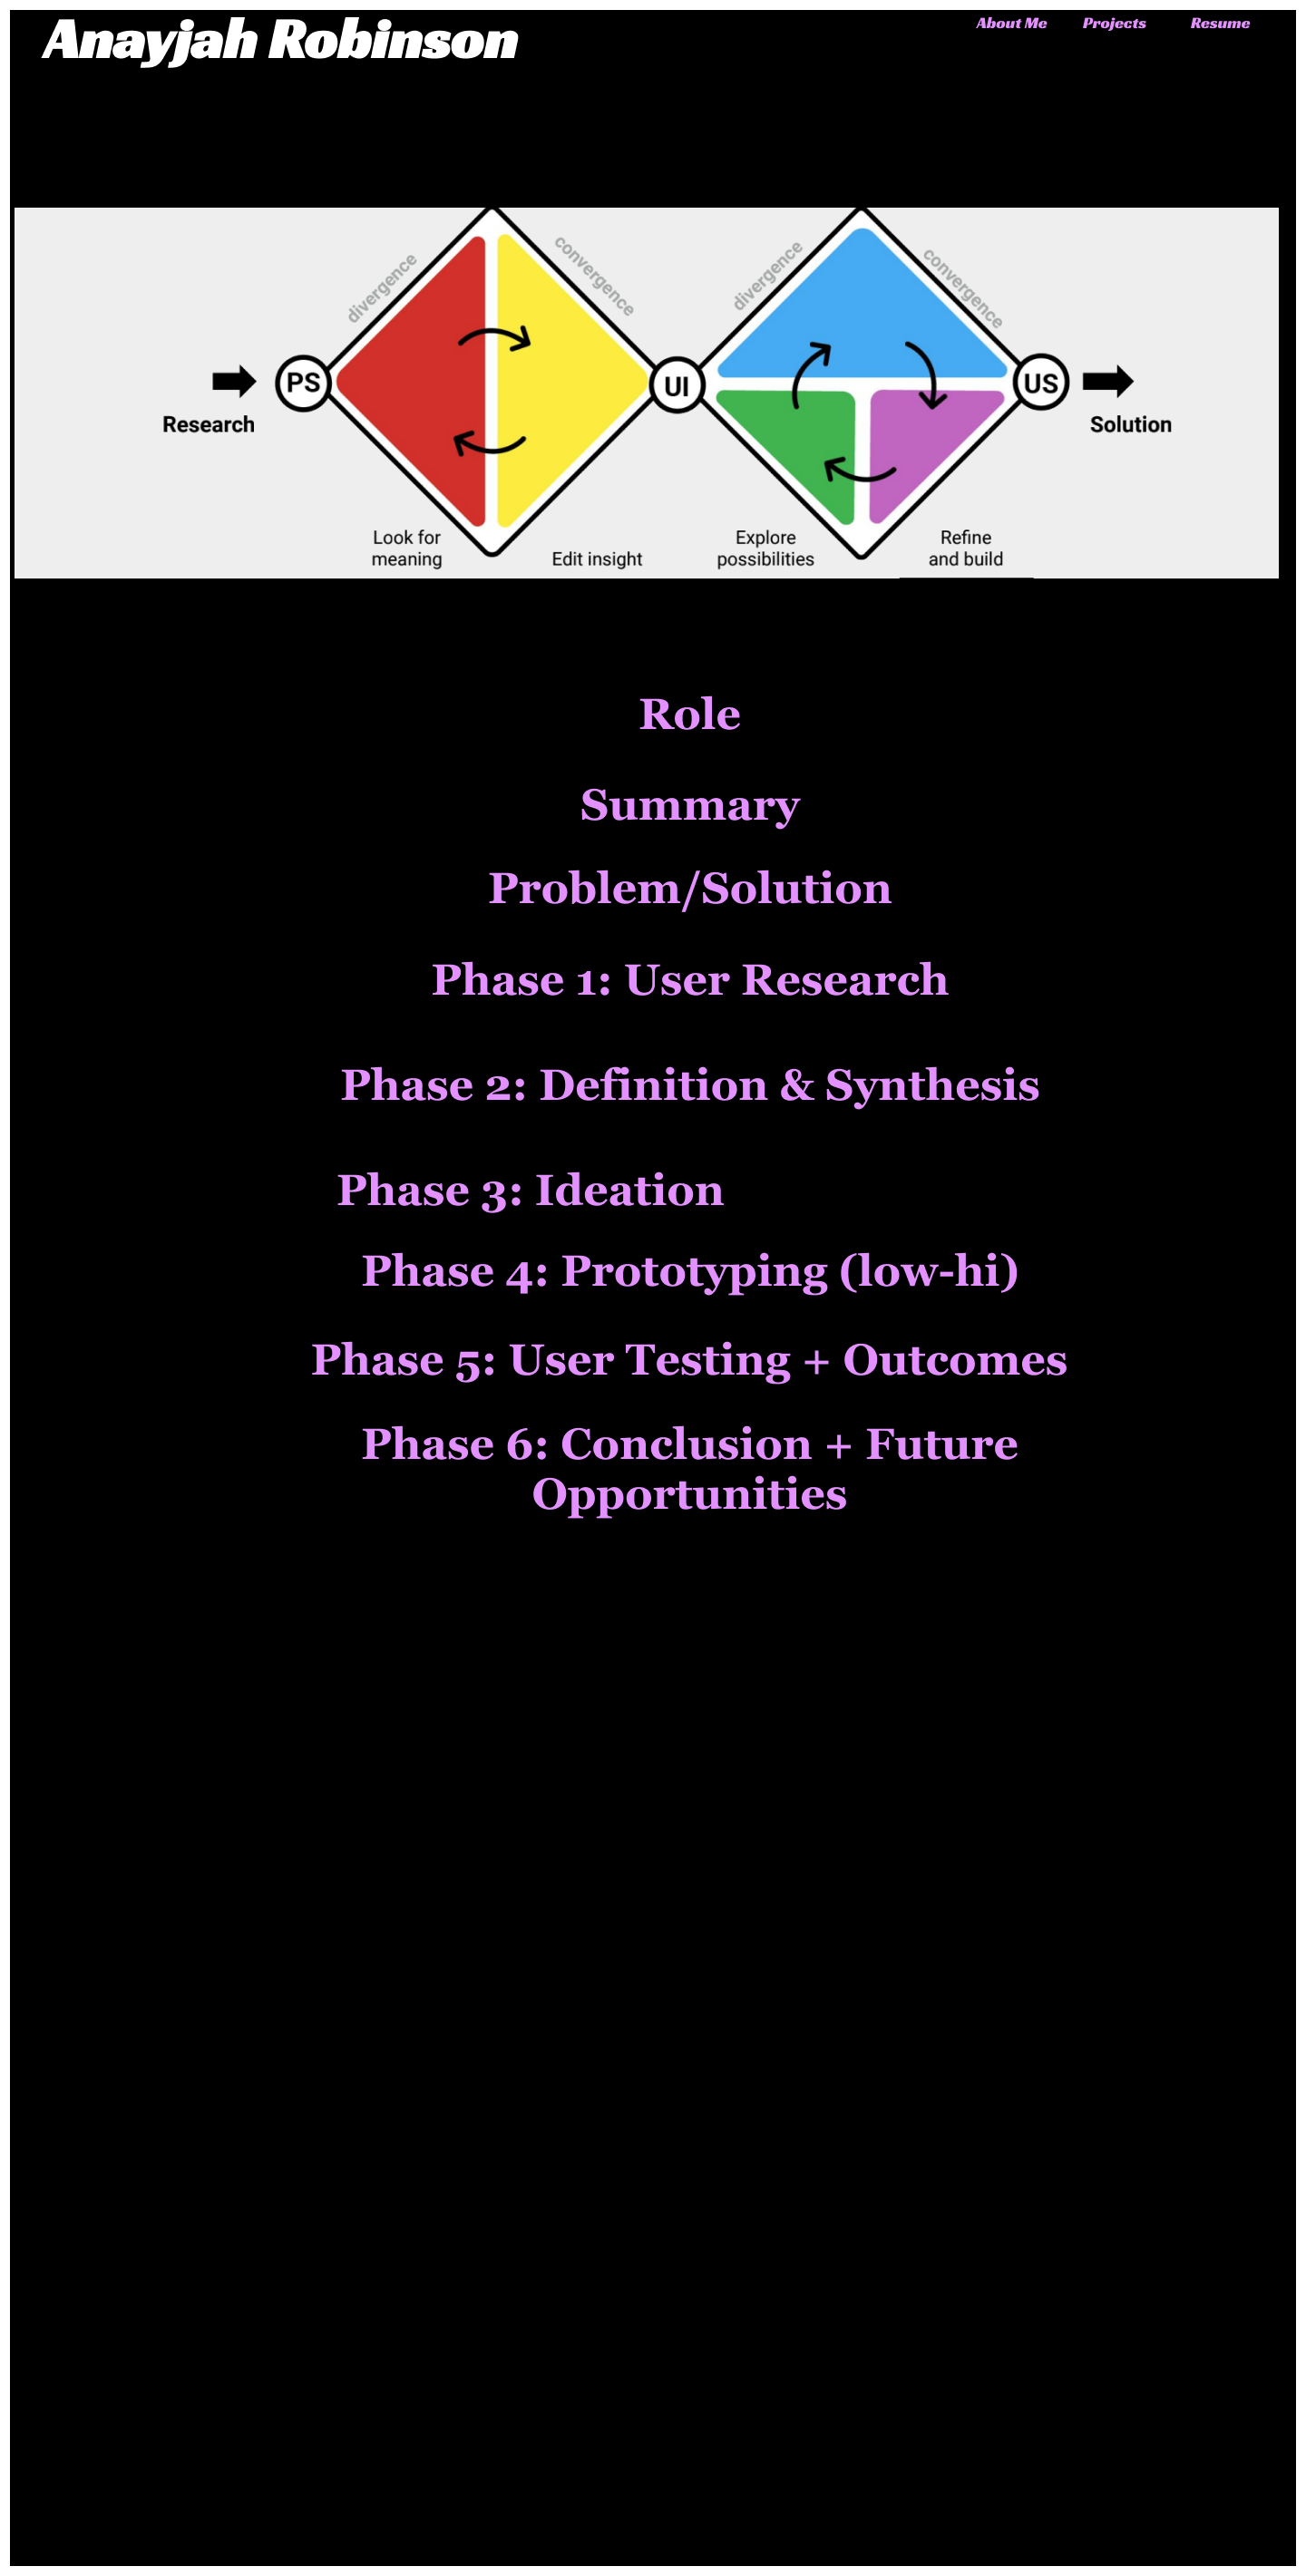 Anayjah Robinson
About Me Projects Resume
divergence
convergence
divergence
convergence
PS
UI
US
Research
Solution
Look for
meaning
Edit insight
Explore
possibilities
Refine
and build
Role
Summary
Problem/Solution
Phase 1: User Research
Phase 2: Definition & Synthesis
Phase 3: Ideation
Phase 4: Prototyping (low-hi)
Phase 5: User Testing + Outcomes
Phase 6: Conclusion + Future
Opportunities